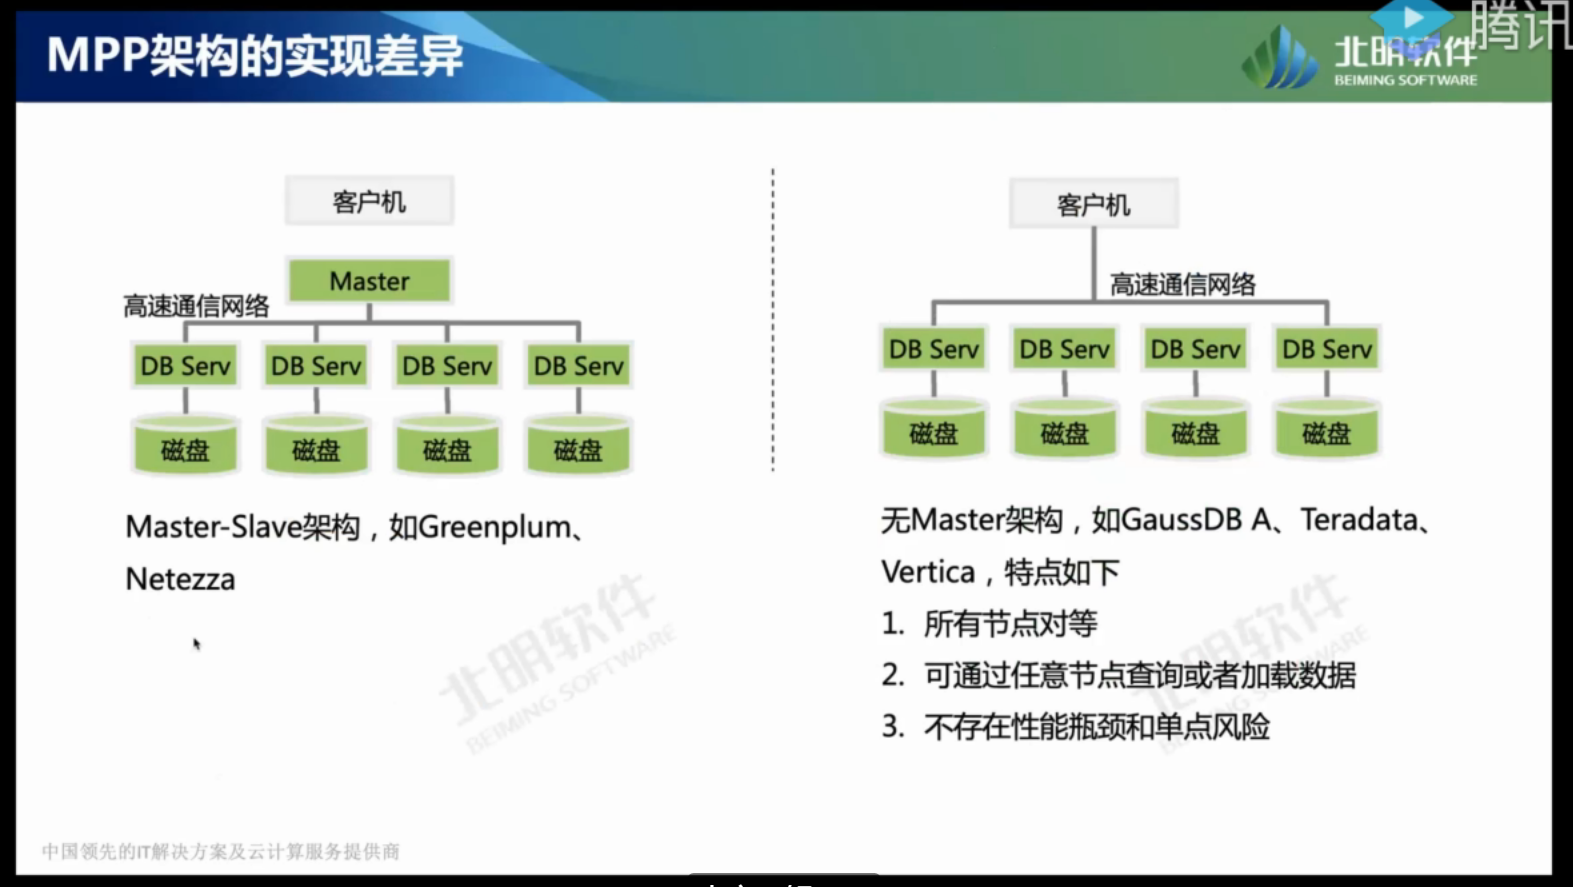 MPP架构的实现差异
腾讯
北明软件
BEIMING SOFTWARE
客户机
Master
高速通信网络
DB Serv DB Serv DB Serv DB Serv
磁盘 磁盘 磁盘 磁盘
Master-Slave架构，如Greenplum、
Netezza
客户机
高速通信网络
DB Serv DB Serv DB Serv DB Serv
磁盘 磁盘 磁盘 磁盘
无Master架构，如GaussDB A、Teradata、
Vertica，特点如下
1. 所有节点对等
2. 可通过任意节点查询或者加载数据
3. 不存在性能瓶颈和单点风险
北明软件
BEIMING SOFTWARE
北明软件
BEIMING SOFTWARE
中国领先的IT解决方案及云计算服务提供商